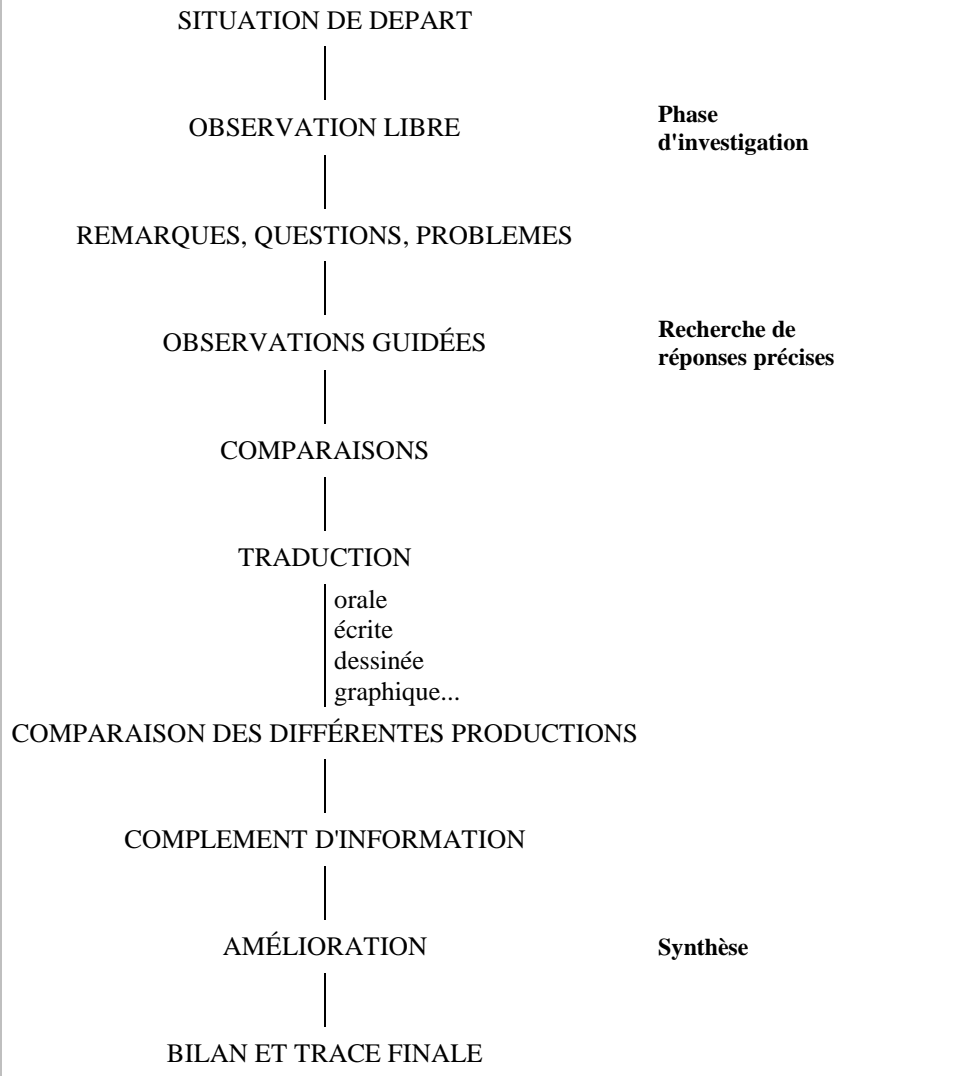 SITUATION DE DEPART
OBSERVATION LIBRE
Phase
d'investigation
REMARQUES, QUESTIONS, PROBLEMES
OBSERVATIONS GUIDÉES
Recherche de
réponses précises
COMPARAISONS
TRADUCTION
orale
écrite
dessinée
graphique...
COMPARAISON DES DIFFÉRENTES PRODUCTIONS
COMPLEMENT D'INFORMATION
AMÉLIORATION
Synthèse
BILAN ET TRACE FINALE